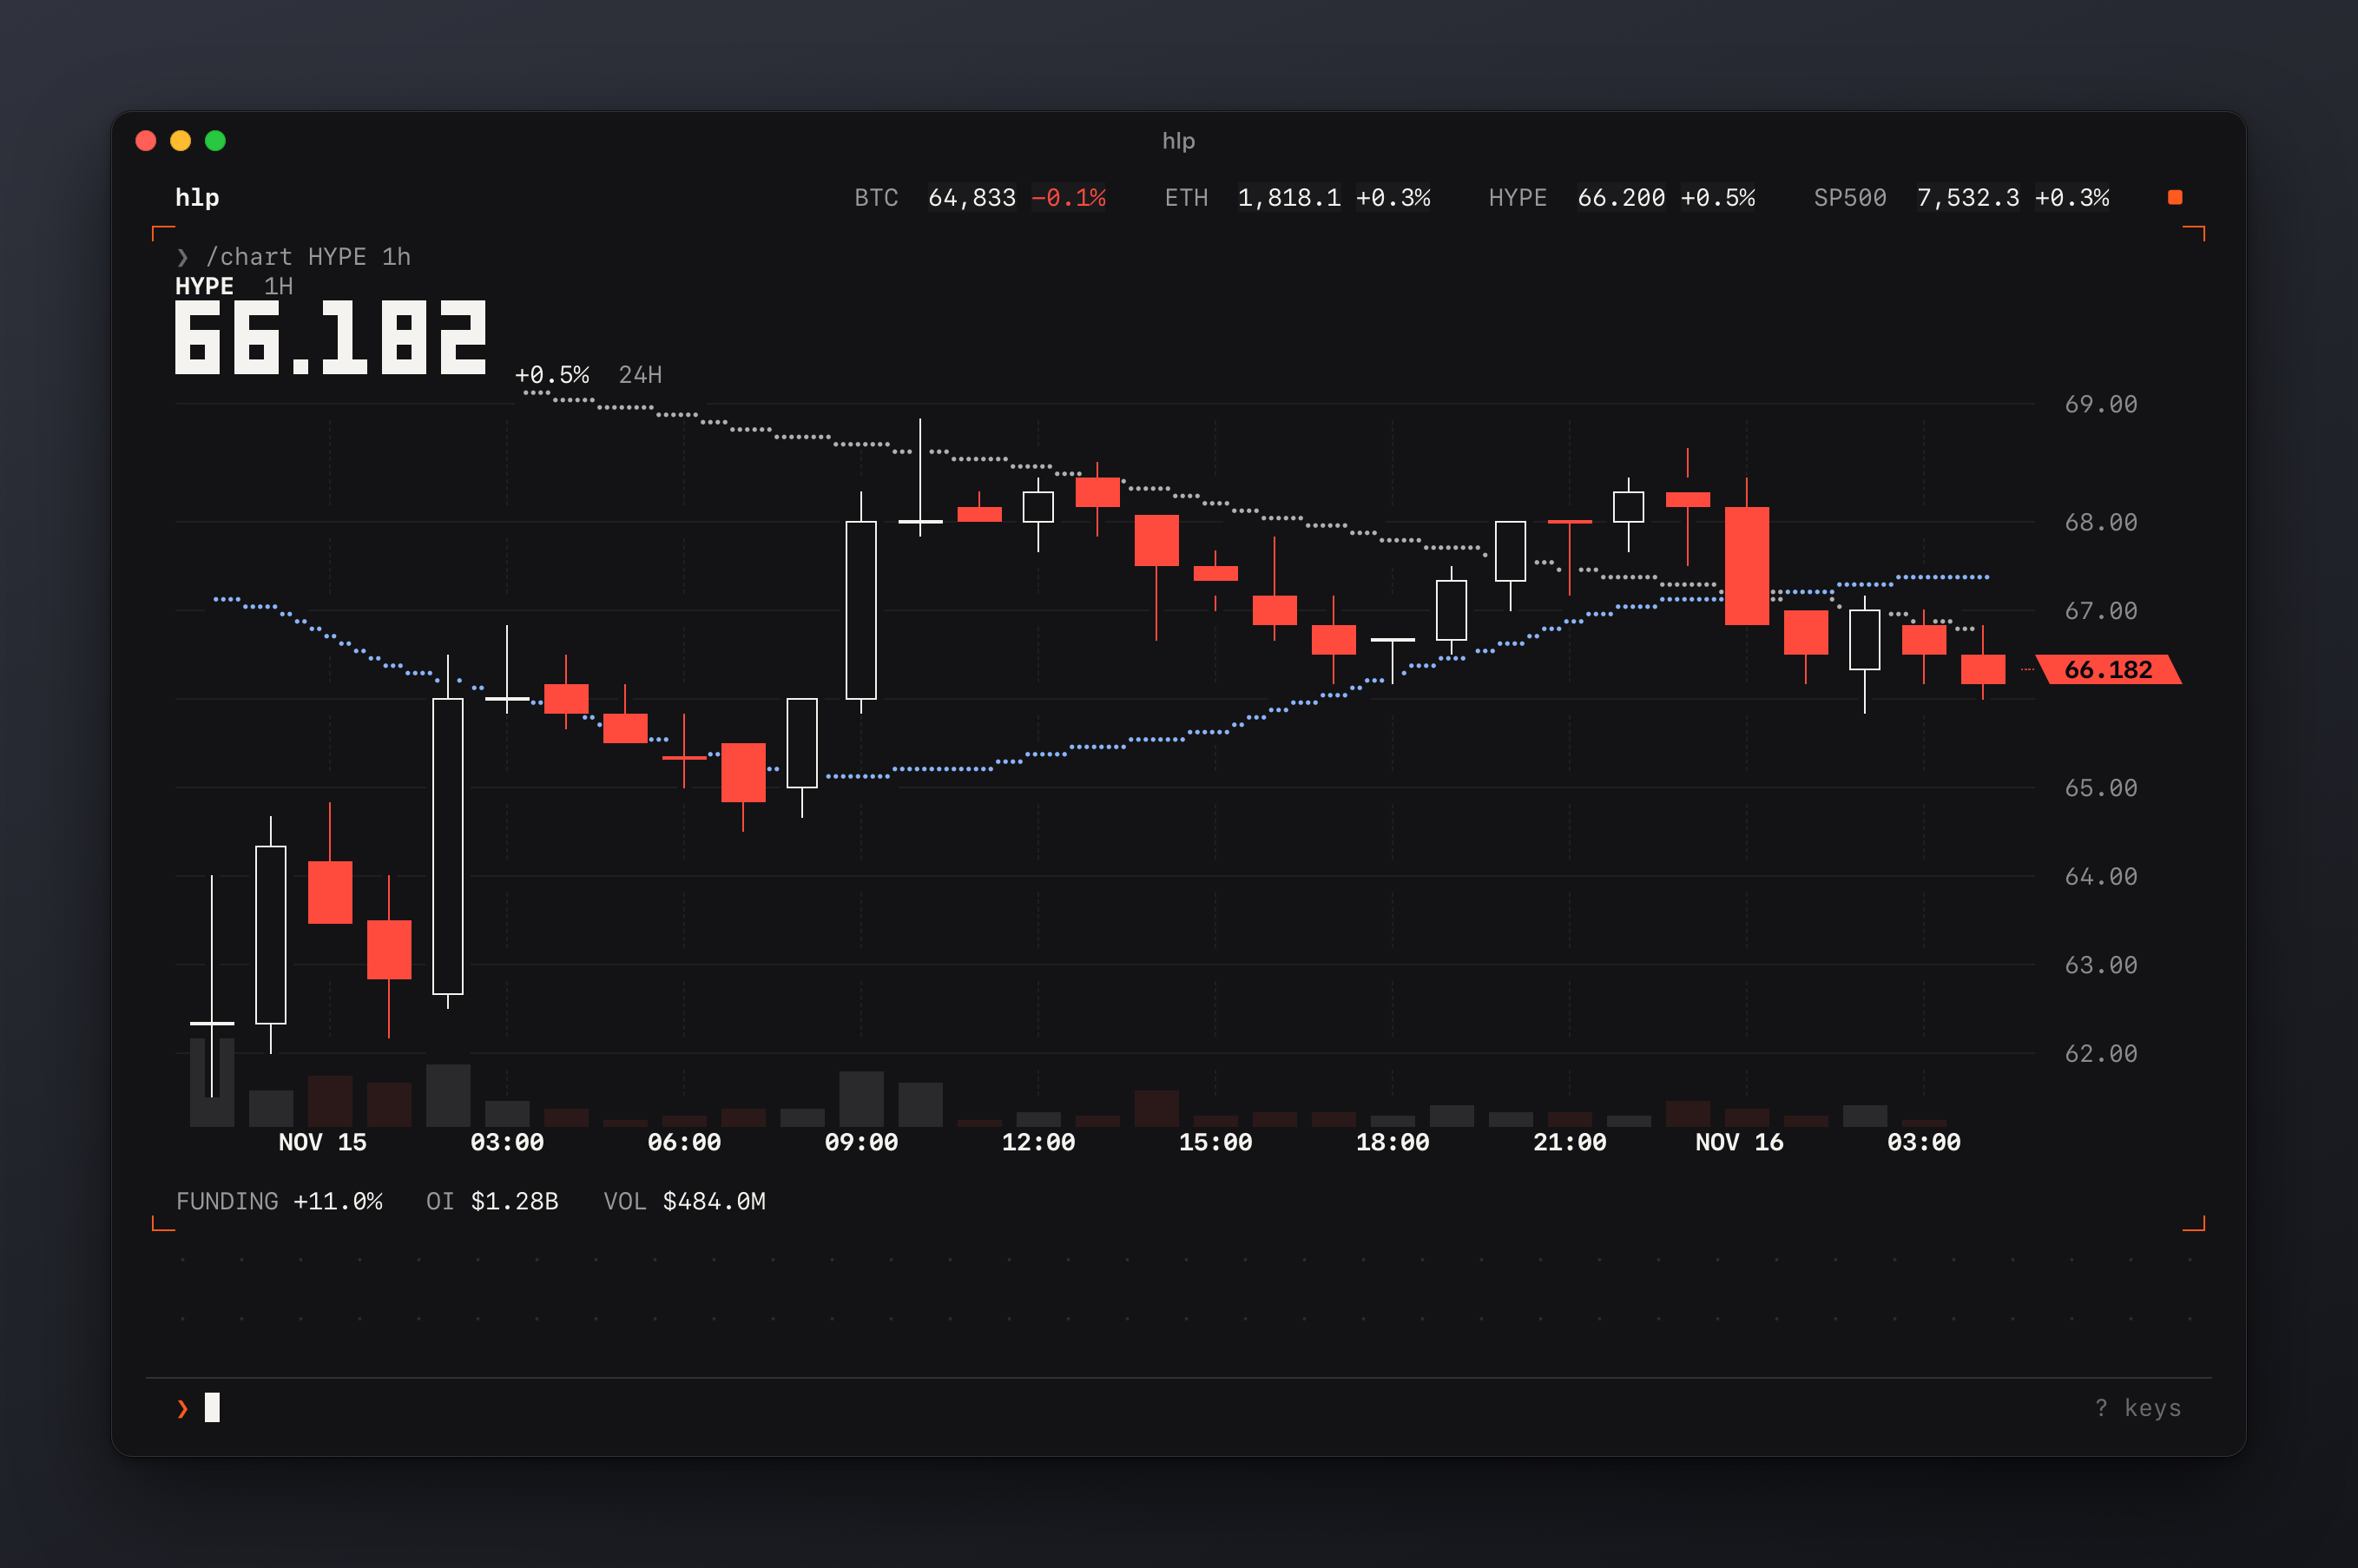 hlp
hlp BTC 64,833 −0.1% ETH 1,818.1 +0.3% HYPE 66.200 +0.5% SP500 7,532.3 +0.3%
❯ /chart HYPE 1h
HYPE 1H
66.182 +0.5% 24H
69.00
68.00
67.00
66.182
65.00
64.00
63.00
62.00
NOV 15 03:00 06:00 09:00 12:00 15:00 18:00 21:00 NOV 16 03:00
FUNDING +11.0% OI $1.28B VOL $484.0M
❯ ? keys